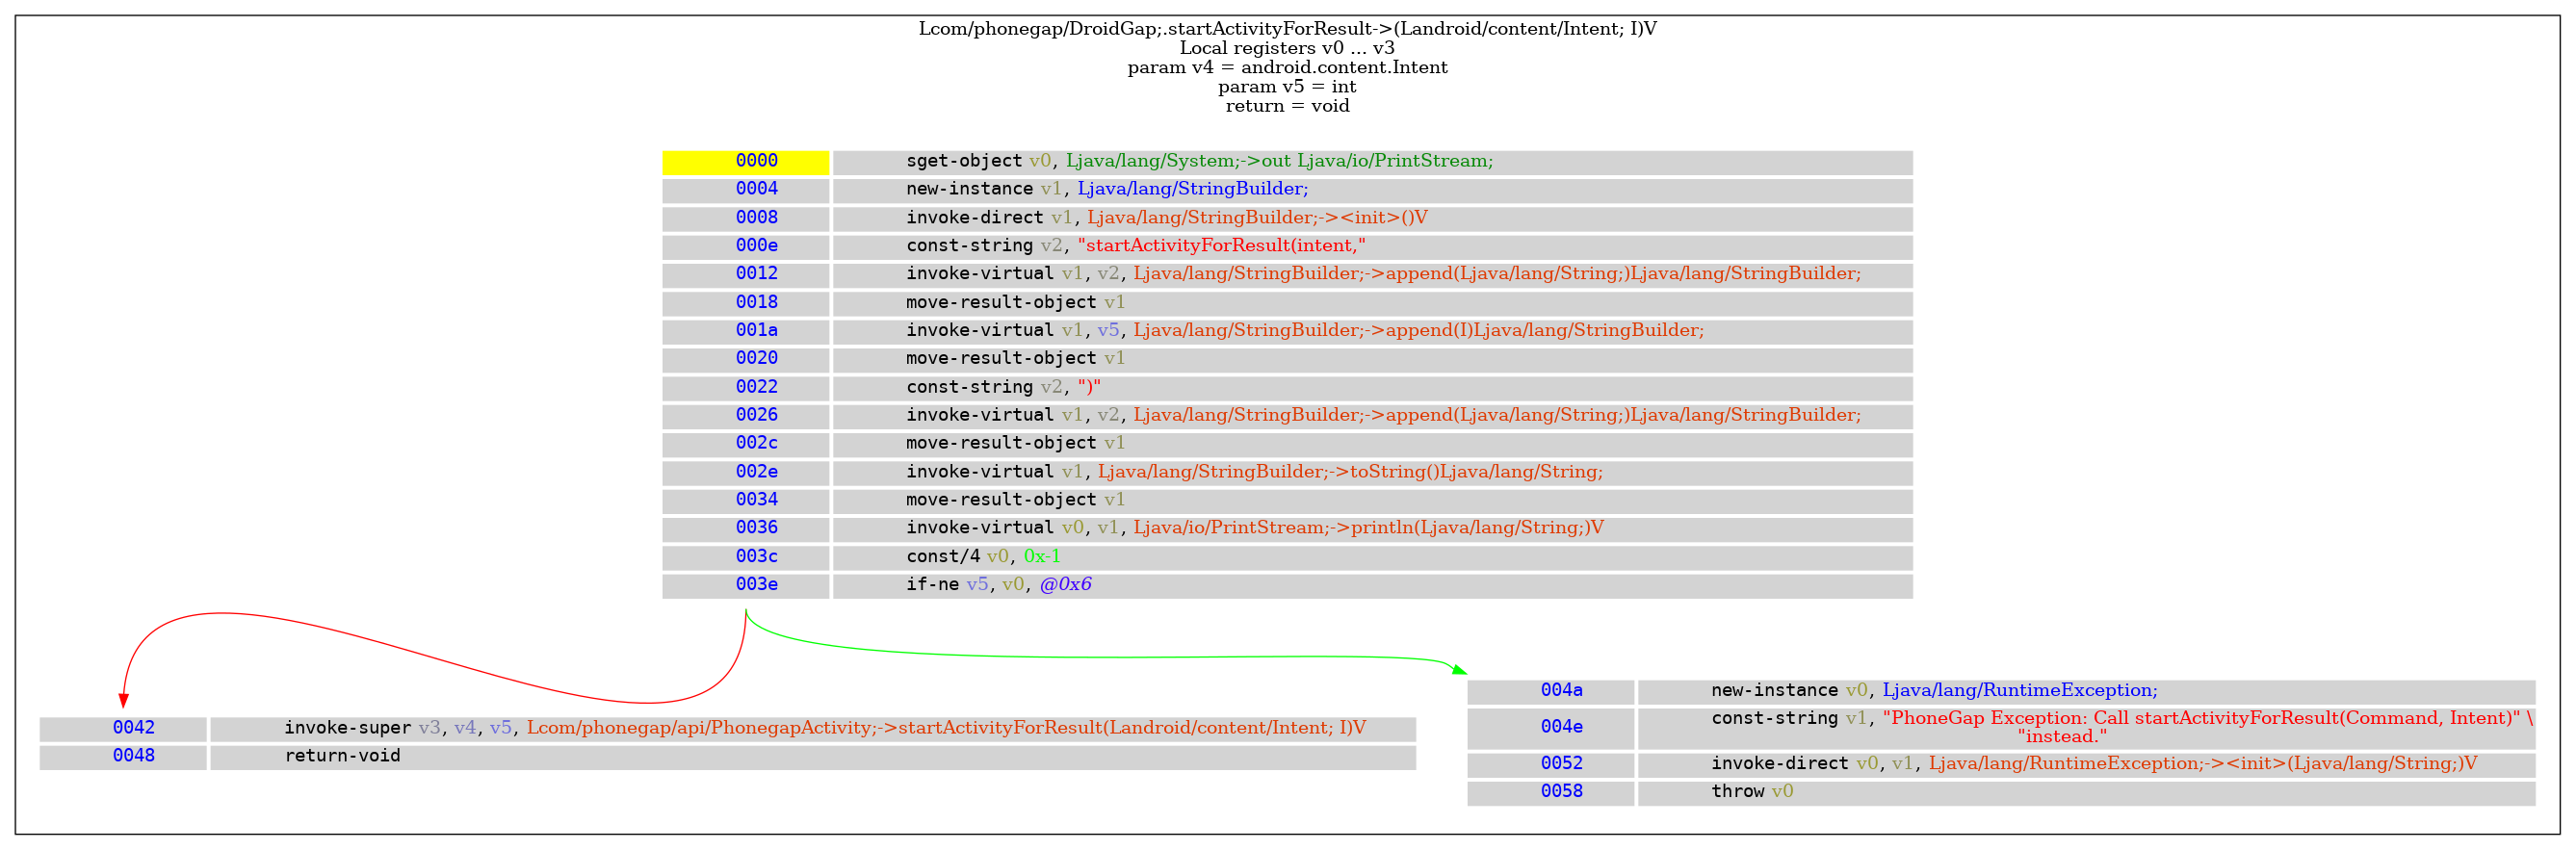 Lcom/phonegap/DroidGap;.startActivityForResult->(Landroid/content/Intent; I)V
Local registers v0 ... v3
param v4 = android.content.Intent
param v5 = int
return = void
0000 sget-object v0, Ljava/lang/System;->out Ljava/io/PrintStream;
0004 new-instance v1, Ljava/lang/StringBuilder;
0008 invoke-direct v1, Ljava/lang/StringBuilder;-><init>()V
000e const-string v2, "startActivityForResult(intent,"
0012 invoke-virtual v1, v2, Ljava/lang/StringBuilder;->append(Ljava/lang/String;)Ljava/lang/StringBuilder;
0018 move-result-object v1
001a invoke-virtual v1, v5, Ljava/lang/StringBuilder;->append(I)Ljava/lang/StringBuilder;
0020 move-result-object v1
0022 const-string v2, ")"
0026 invoke-virtual v1, v2, Ljava/lang/StringBuilder;->append(Ljava/lang/String;)Ljava/lang/StringBuilder;
002c move-result-object v1
002e invoke-virtual v1, Ljava/lang/StringBuilder;->toString()Ljava/lang/String;
0034 move-result-object v1
0036 invoke-virtual v0, v1, Ljava/io/PrintStream;->println(Ljava/lang/String;)V
003c const/4 v0, 0x-1
003e if-ne v5, v0, @0x6
0042 invoke-super v3, v4, v5, Lcom/phonegap/api/PhonegapActivity;->startActivityForResult(Landroid/content/Intent; I)V
0048 return-void
004a new-instance v0, Ljava/lang/RuntimeException;
004e const-string v1, "PhoneGap Exception: Call startActivityForResult(Command, Intent)" \
"instead."
0052 invoke-direct v0, v1, Ljava/lang/RuntimeException;-><init>(Ljava/lang/String;)V
0058 throw v0